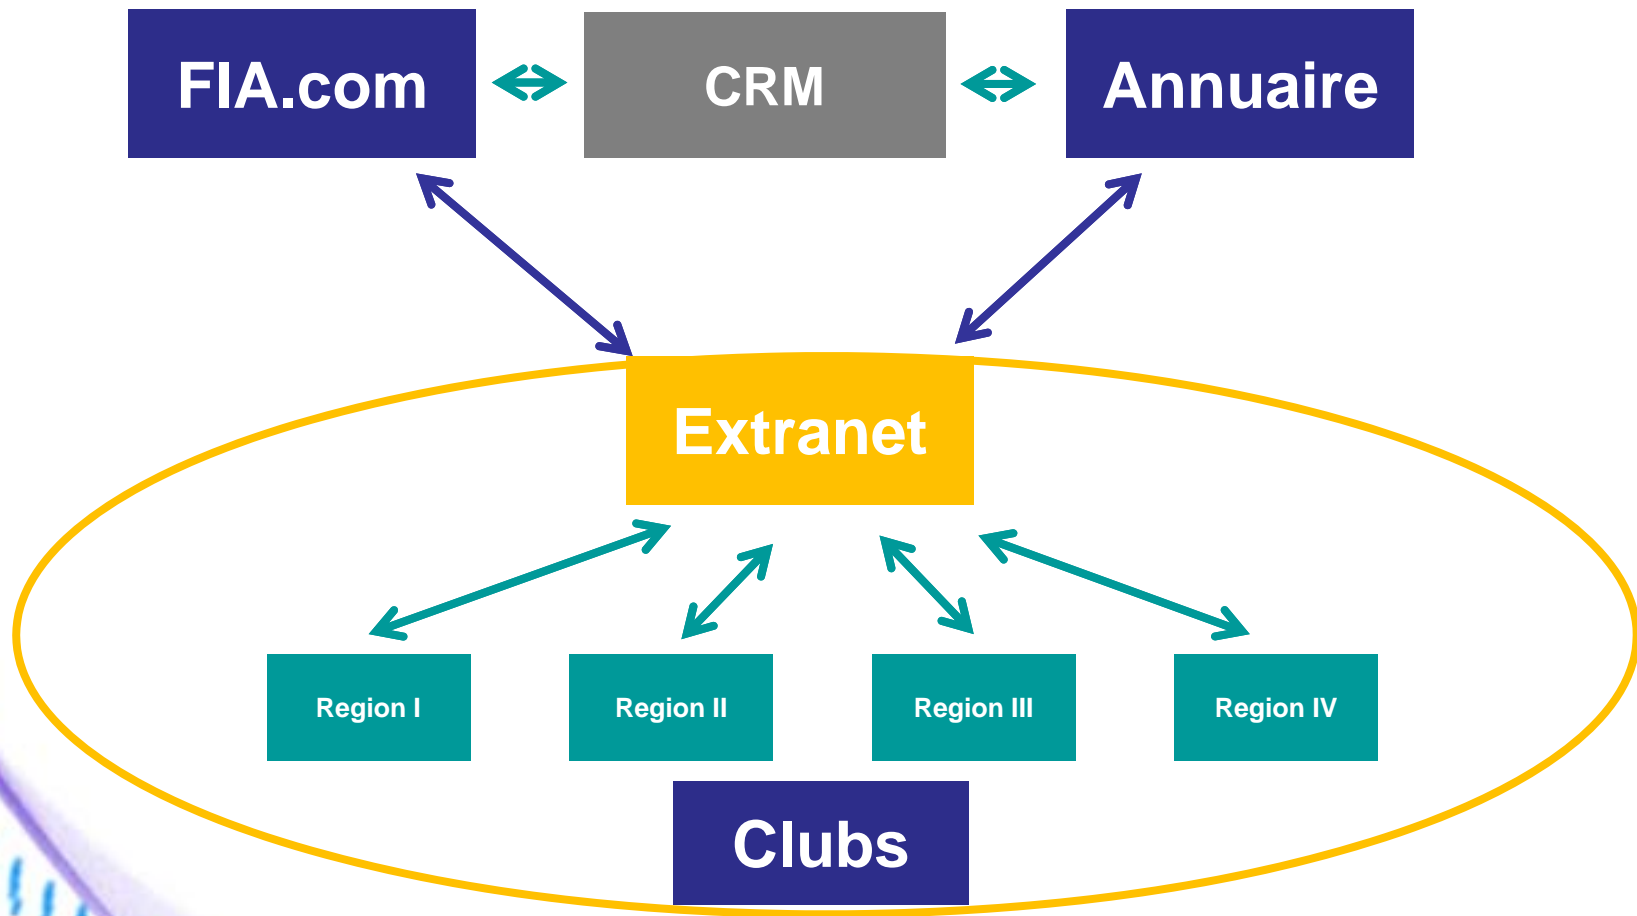 FIA.com
CRM
Annuaire
Extranet
Region I
Region II
Region III
Region IV
Clubs